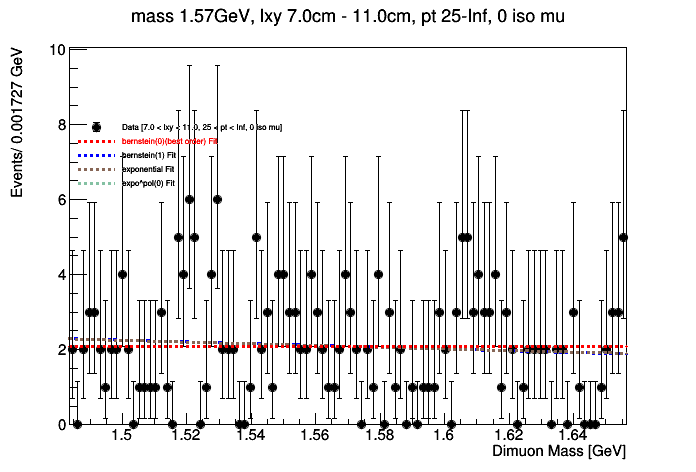 mass 1.57GeV, lxy 7.0cm - 11.0cm, pt 25-Inf, 0 iso mu
Events/ 0.001727 GeV
10
8
6
4
2
0
Data [7.0 < lxy < 11.0, 25 < pt < Inf, 0 iso mu]
bernstein(0)(best order) Fit
bernstein(1) Fit
exponential Fit
expo*pol(0) Fit
1.5 1.52 1.54 1.56 1.58 1.6 1.62 1.64
Dimuon Mass [GeV]